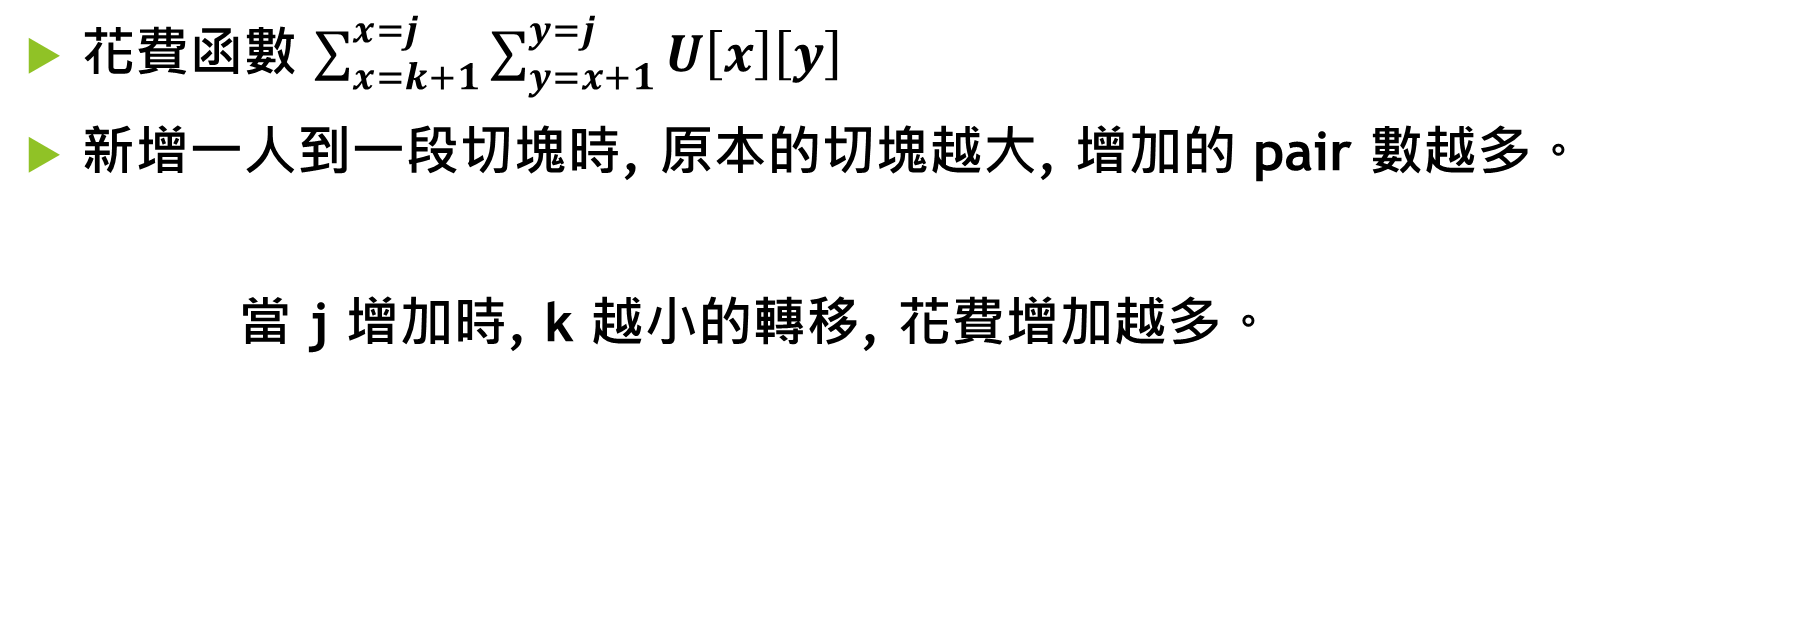 花費函數 $\sum_{x=k+1}^{x=j} \sum_{y=x+1}^{y=j} U[x][y]$
新增一人到一段切塊時, 原本的切塊越大, 增加的 pair 數越多。
當 j 增加時, k 越小的轉移, 花費增加越多。